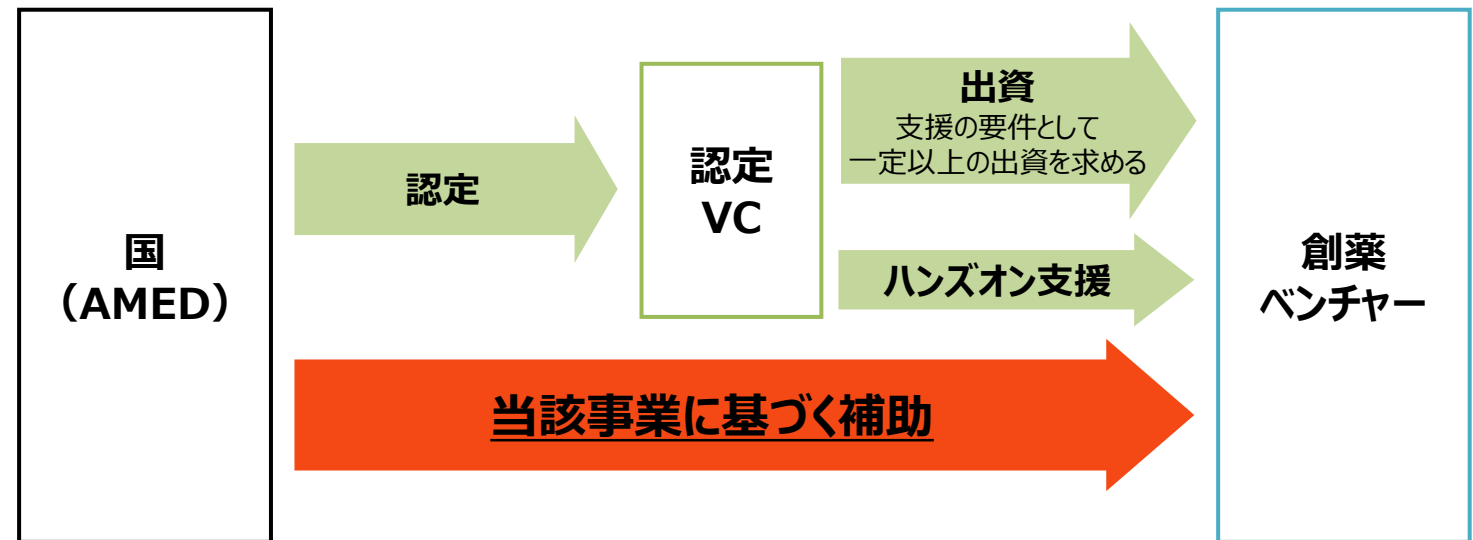 国
（AMED）
認定
認定
VC
出資
支援の要件として
一定以上の出資を求める
ハンズオン支援
当該事業に基づく補助
創薬
ベンチャー